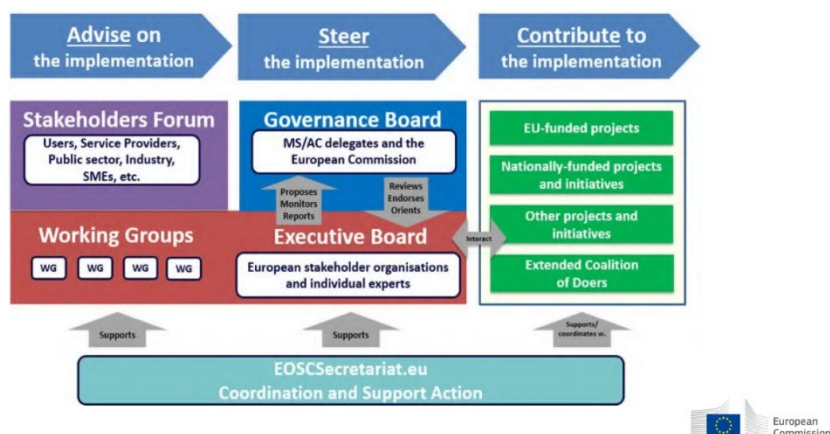 Advise on
the implementation
Steer
the implementation
Contribute to
the implementation
Stakeholders Forum
Users, Service Providers,
Public sector, Industry,
SMEs, etc.
Governance Board
MS/AC delegates and the
European Commission
Proposes
Monitors
Reports
Reviews
Endorses
Orients
Working Groups
WG
WG
WG
WG
Executive Board
European stakeholder organisations
and individual experts
Interact
EU-funded projects
Nationally-funded projects
and initiatives
Other projects and
initiatives
Extended Coalition
of Doers
Supports
Supports
Supports/
coordinates w.
EOSCSecretariat.eu
Coordination and Support Action
European
Commission